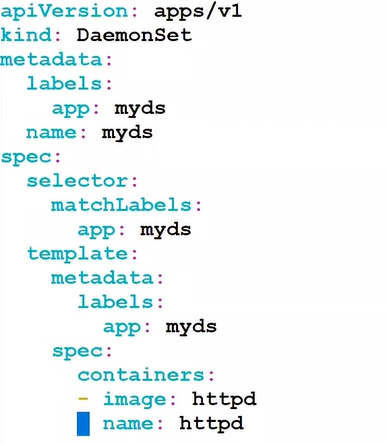 apiVersion: apps/v1
kind: DaemonSet
metadata:
  labels:
    app: myds
  name: myds
spec:
  selector:
    matchLabels:
      app: myds
  template:
    metadata:
      labels:
        app: myds
    spec:
      containers:
      - image: httpd
        name: httpd